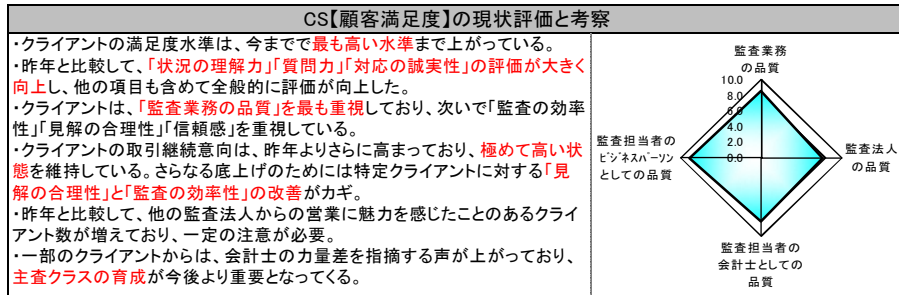 CS【顧客満足度】の現状評価と考察
・クライアントの満足度水準は、今までで最も高い水準まで上がっている。
・昨年と比較して、「状況の理解力」「質問力」「対応の誠実性」の評価が大きく
向上し、他の項目も含めて全般的に評価が向上した。
・クライアントは、「監査業務の品質」を最も重視しており、次いで「監査の効率
性」「見解の合理性」「信頼感」を重視している。
・クライアントの取引継続意向は、昨年よりさらに高まっており、極めて高い状
態を維持している。さらなる底上げのためには特定クライアントに対する「見
解の合理性」と「監査の効率性」の改善がカギ。
・昨年と比較して、他の監査法人からの営業に魅力を感じたことのあるクライ
アント数が増えており、一定の注意が必要。
・一部のクライアントからは、会計士の力量差を指摘する声が上がっており、
主査クラスの育成が今後より重要となってくる。
監査業務
の品質
10.0
8.0
6.0
4.0
2.0
0.0
監査法人
の品質
監査担当者の
会計士としての
品質
監査担当者の
ビジネスパーソン
としての品質